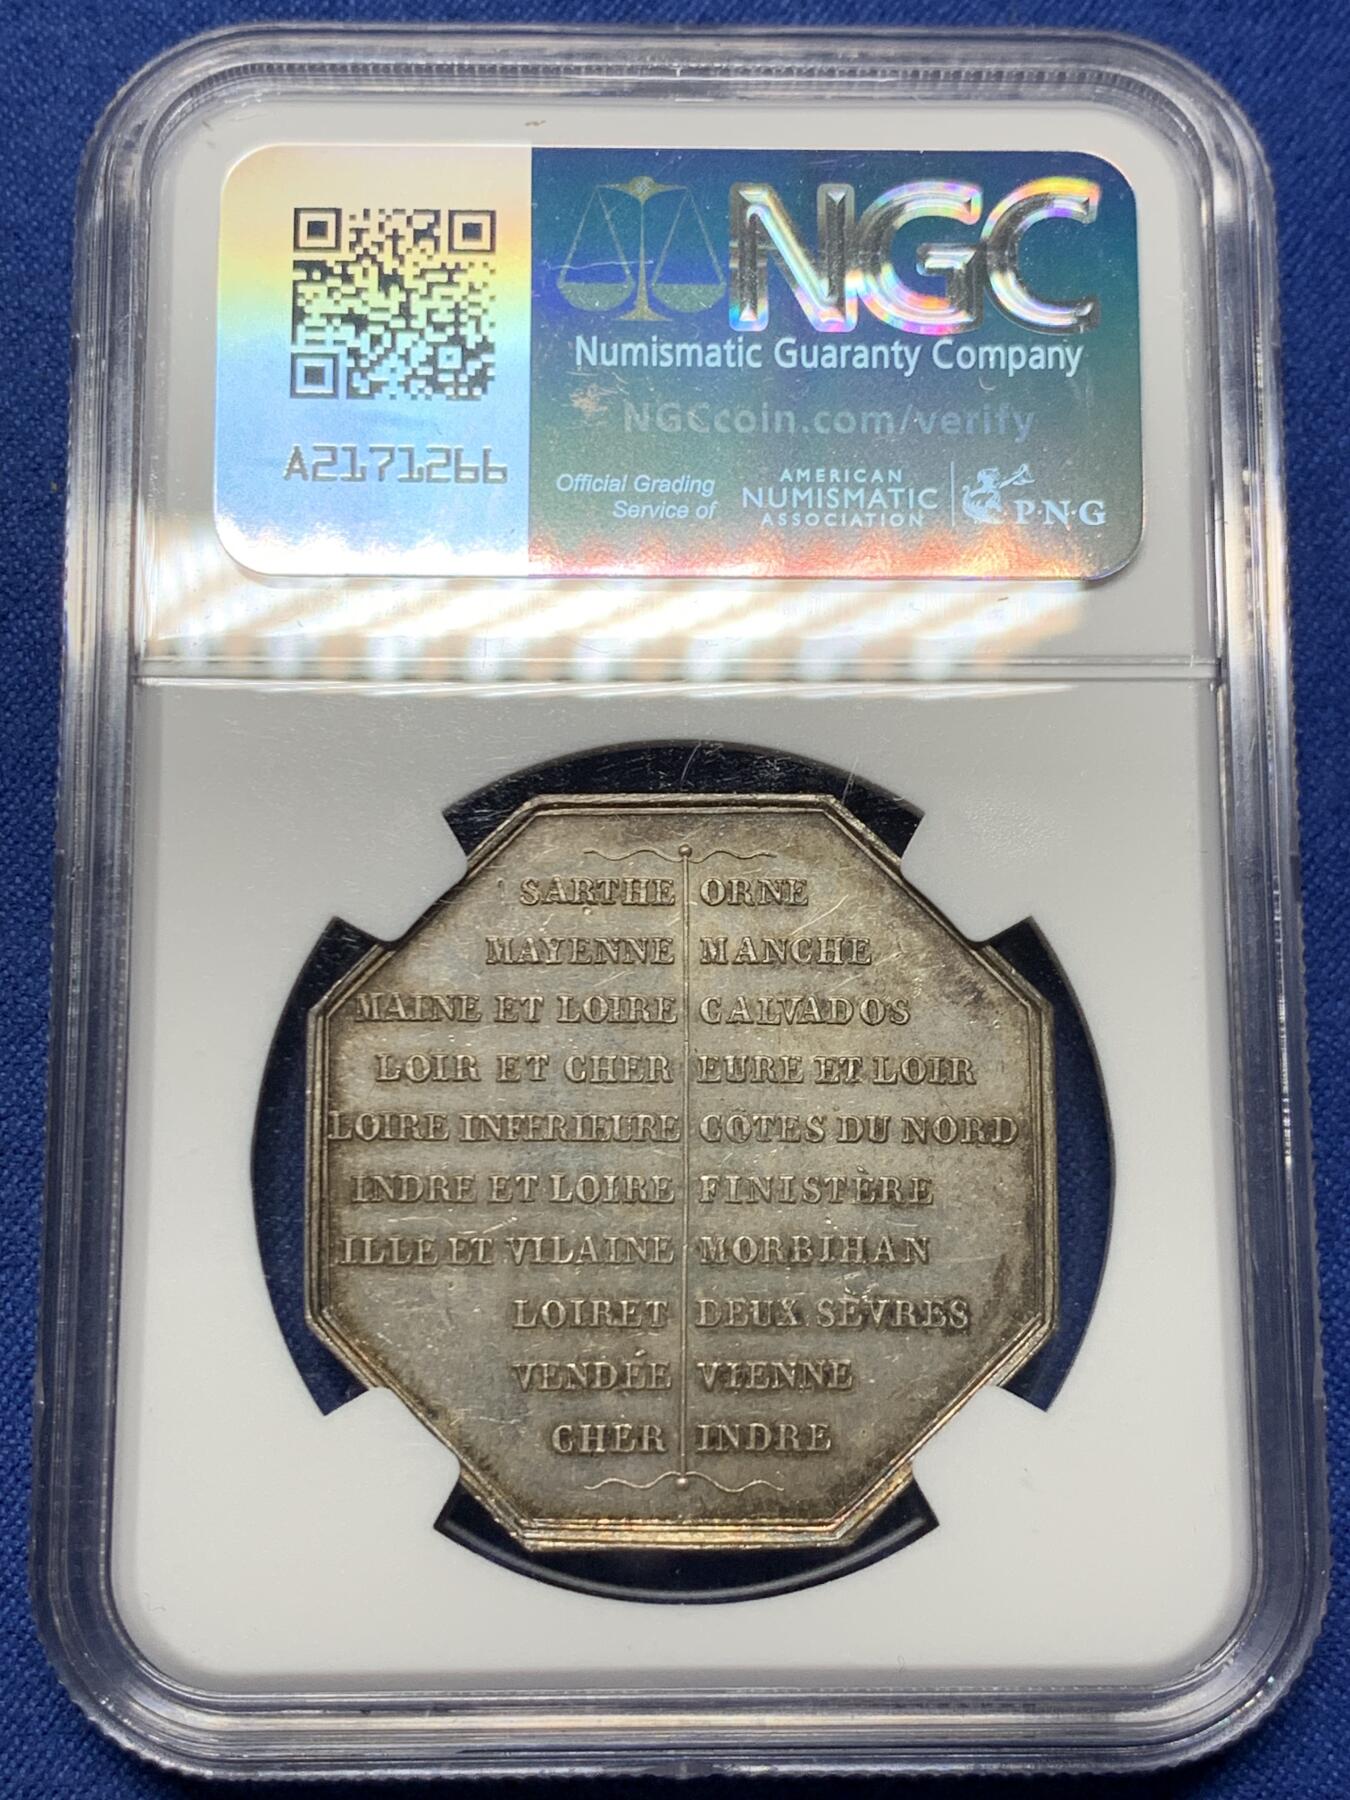 NGC
Numismatic Guaranty Company
NGCcoin.com/verify
A2171266
Official Grading
Service of
AMERICAN
NUMISMATIC
ASSOCIATION
P·N·G
SARTHE ORNE
MAYENNE MANCHE
MAINE ET LOIRE CALVADOS
LOIR ET CHER EURE ET LOIR
LOIRE INFERIEURE CÔTES DU NORD
INDRE ET LOIRE FINISTÈRE
ILLE ET VILAINE MORBIHAN
LOIRET DEUX SÈVRES
VENDÉE VIENNE
CHER INDRE